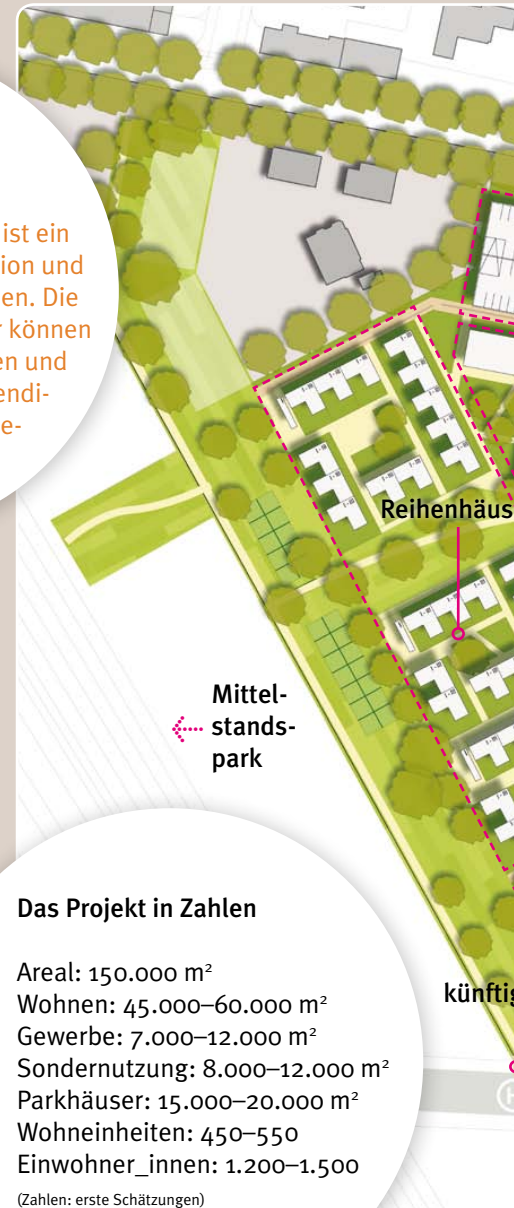 ist ein
ion und
en. Die
r können
en und
endi-
e-
Reihenhäus
Mittel-
stands-
park
künftig
H
Das Projekt in Zahlen
Areal: 150.000 m²
Wohnen: 45.000–60.000 m²
Gewerbe: 7.000–12.000 m²
Sondernutzung: 8.000–12.000 m²
Parkhäuser: 15.000–20.000 m²
Wohneinheiten: 450–550
Einwohner_innen: 1.200–1.500
(Zahlen: erste Schätzungen)